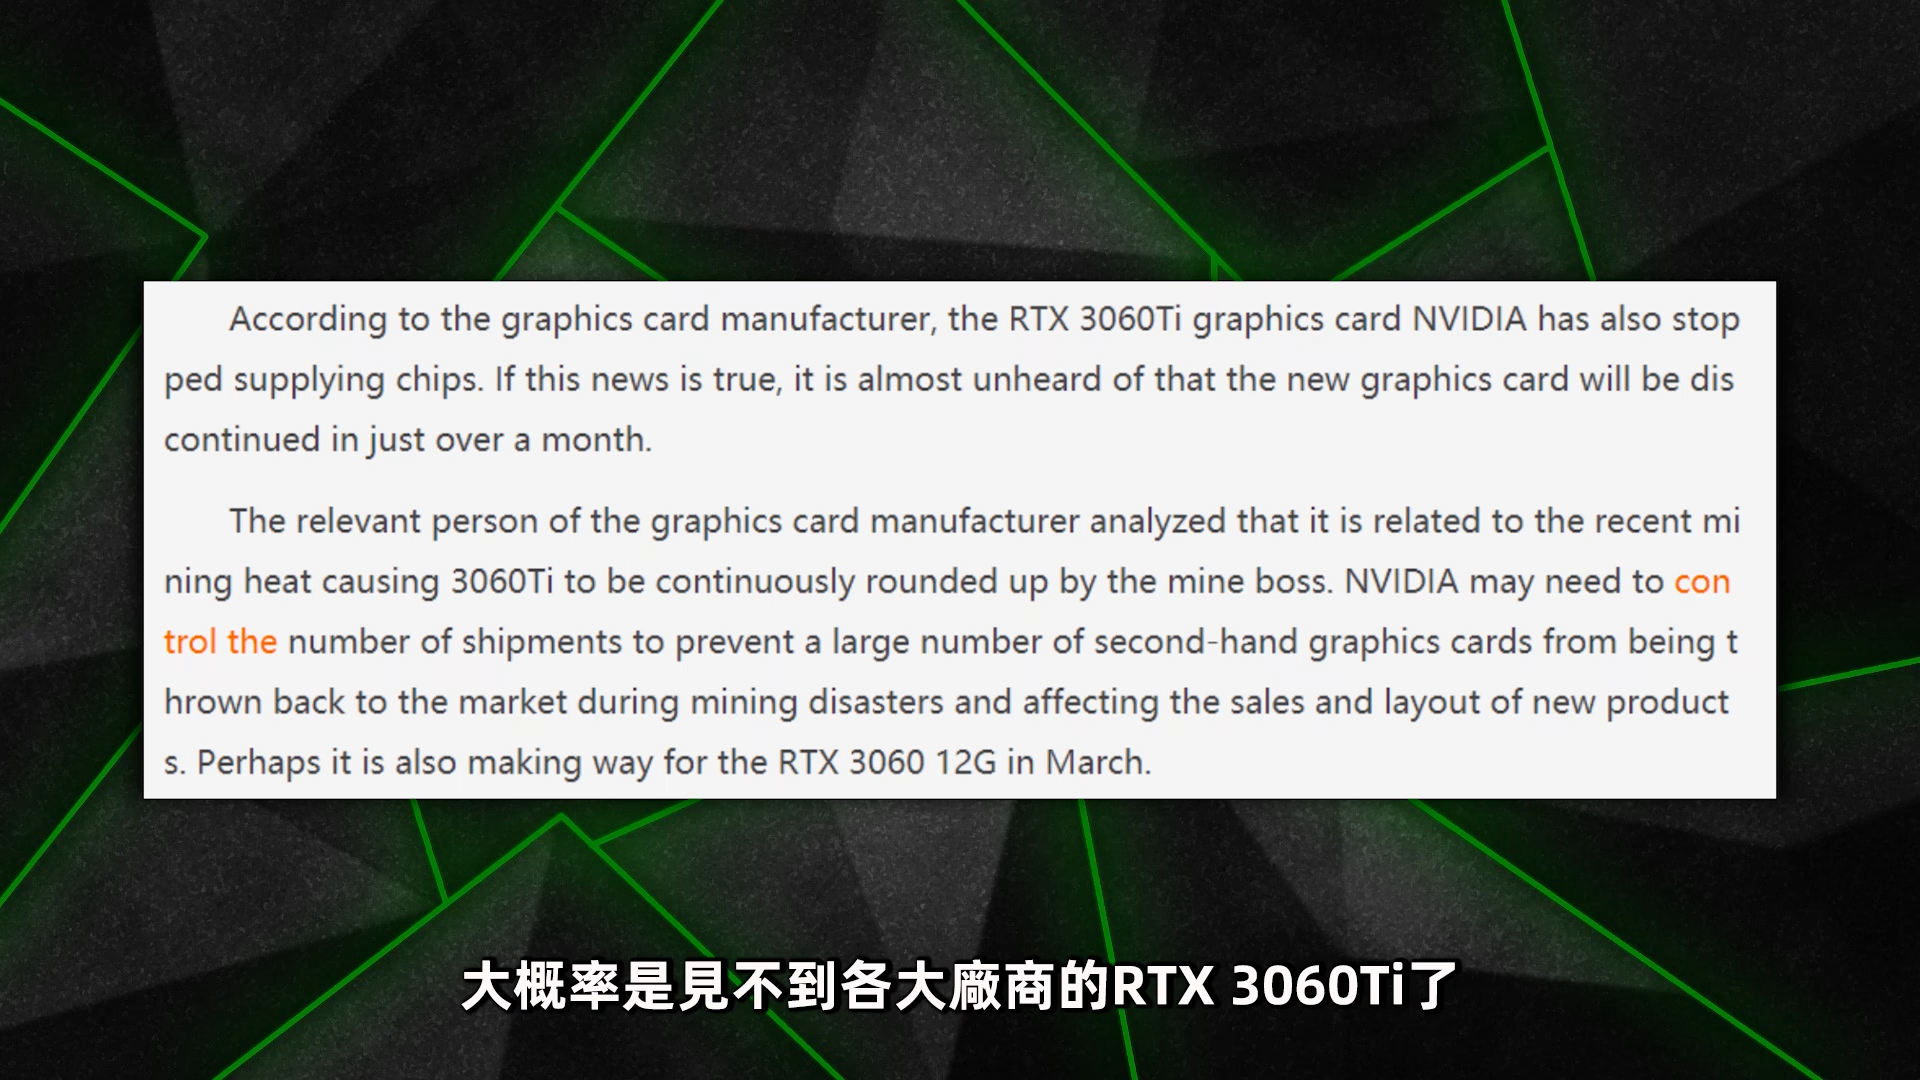 According to the graphics card manufacturer, the RTX 3060Ti graphics card NVIDIA has also stop
ped supplying chips. If this news is true, it is almost unheard of that the new graphics card will be dis
continued in just over a month.
The relevant person of the graphics card manufacturer analyzed that it is related to the recent mi
ning heat causing 3060Ti to be continuously rounded up by the mine boss. NVIDIA may need to con
trol the number of shipments to prevent a large number of second-hand graphics cards from being t
hrown back to the market during mining disasters and affecting the sales and layout of new product
s. Perhaps it is also making way for the RTX 3060 12G in March.
大概率是見不到各大廠商的RTX 3060Ti了